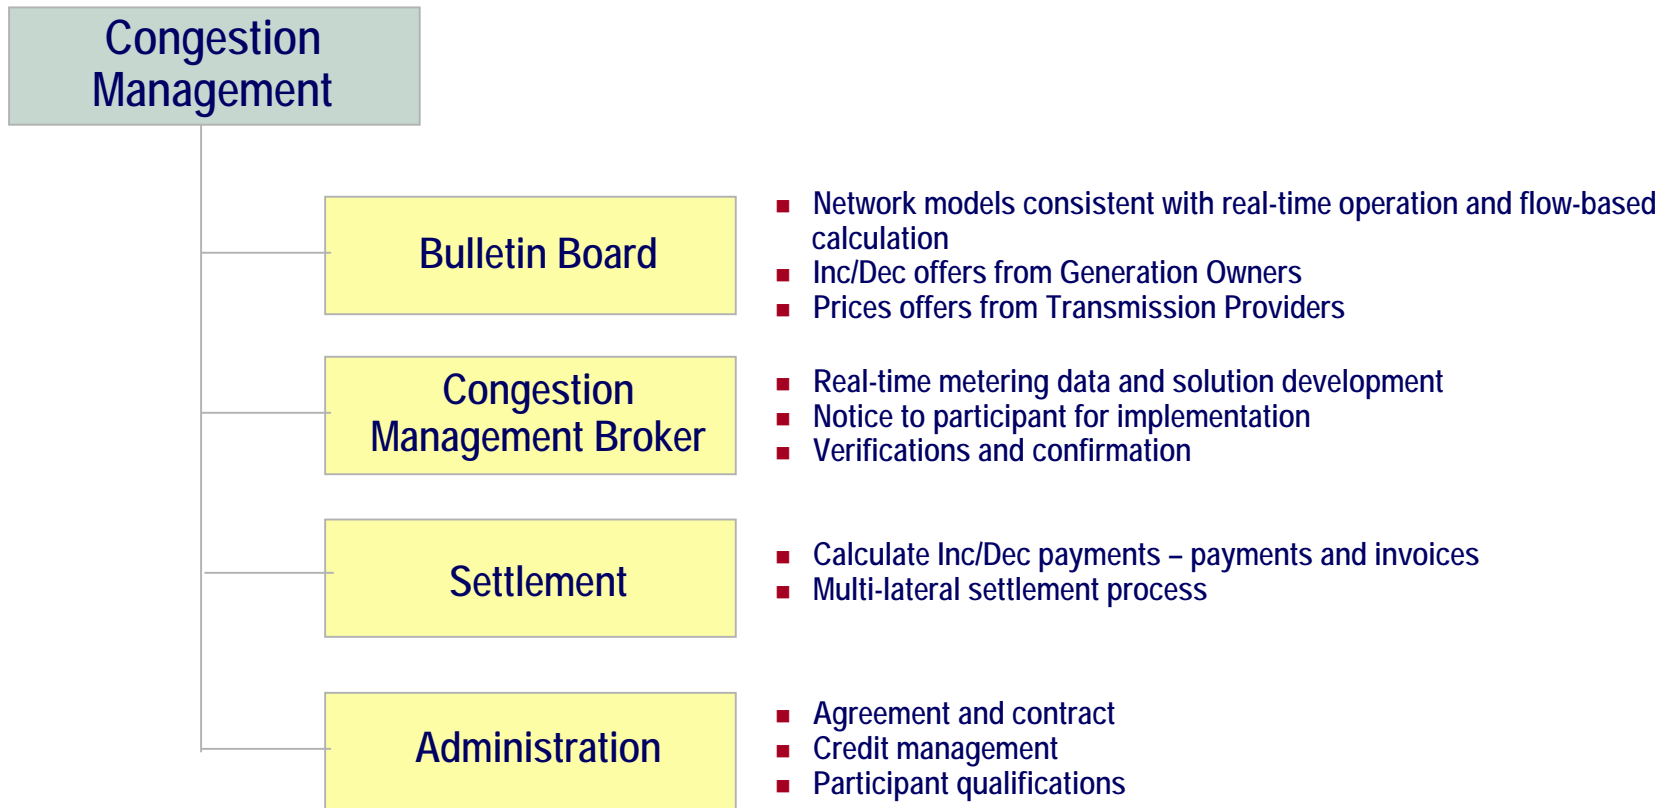 Congestion
Management
Bulletin Board
■ Network models consistent with real-time operation and flow-based
calculation
■ Inc/Dec offers from Generation Owners
■ Prices offers from Transmission Providers
Congestion
Management Broker
■ Real-time metering data and solution development
■ Notice to participant for implementation
■ Verifications and confirmation
Settlement
■ Calculate Inc/Dec payments – payments and invoices
■ Multi-lateral settlement process
Administration
■ Agreement and contract
■ Credit management
■ Participant qualifications